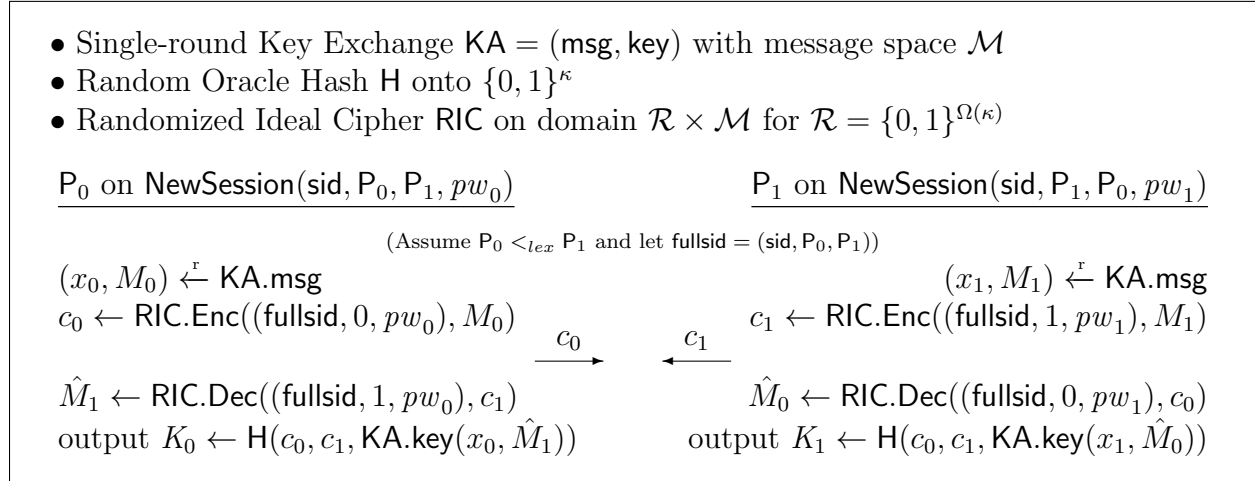 • Single-round Key Exchange KA = (msg, key) with message space ℳ
• Random Oracle Hash H onto {0, 1}^κ
• Randomized Ideal Cipher RIC on domain ℛ × ℳ for ℛ = {0, 1}^{Ω(κ)}
P₀ on NewSession(sid, P₀, P₁, pw₀)
P₁ on NewSession(sid, P₁, P₀, pw₁)
(Assume P₀ <_{lex} P₁ and let fullsid = (sid, P₀, P₁))
(x₀, M₀) ←^r KA.msg
(x₁, M₁) ←^r KA.msg
c₀ ← RIC.Enc((fullsid, 0, pw₀), M₀)
c₁ ← RIC.Enc((fullsid, 1, pw₁), M₁)
c₀
c₁
M̂₁ ← RIC.Dec((fullsid, 1, pw₀), c₁)
M̂₀ ← RIC.Dec((fullsid, 0, pw₁), c₀)
output K₀ ← H(c₀, c₁, KA.key(x₀, M̂₁))
output K₁ ← H(c₀, c₁, KA.key(x₁, M̂₀))